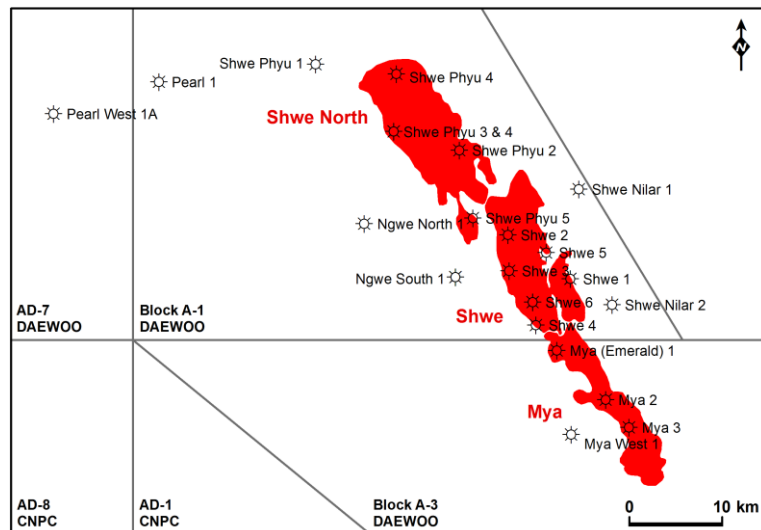 N
Shwe Phyu 1
Shwe Phyu 4
Pearl 1
Pearl West 1A
Shwe North
Shwe Phyu 3 & 4
Shwe Phyu 2
Shwe Nilar 1
Shwe Phyu 5
Ngwe North 1
Shwe 2
Shwe 5
Shwe 3
Ngwe South 1
Shwe 1
Shwe 6
Shwe Nilar 2
AD-7
DAEWOO
Block A-1
DAEWOO
Shwe
Shwe 4
Mya (Emerald) 1
Mya 2
Mya
Mya 3
Mya West 1
AD-8
CNPC
AD-1
CNPC
Block A-3
DAEWOO
0 10 km